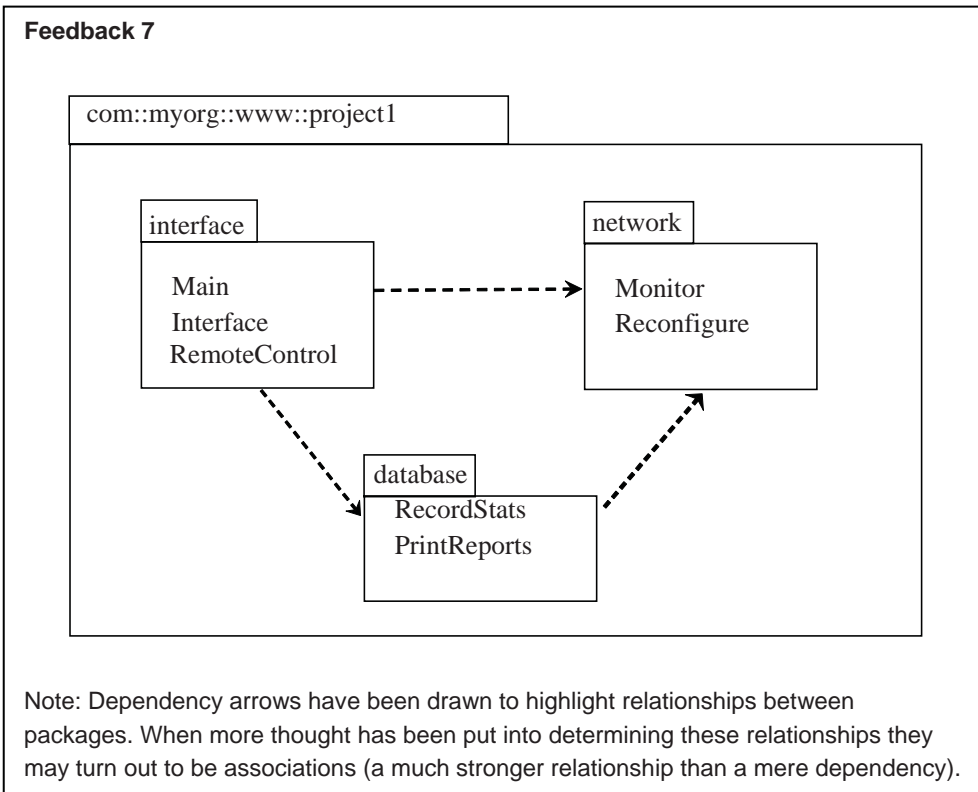 Feedback 7
com::myorg::www::project1
interface
Main
Interface
RemoteControl
network
Monitor
Reconfigure
database
RecordStats
PrintReports
Note: Dependency arrows have been drawn to highlight relationships between
packages. When more thought has been put into determining these relationships they
may turn out to be associations (a much stronger relationship than a mere dependency).